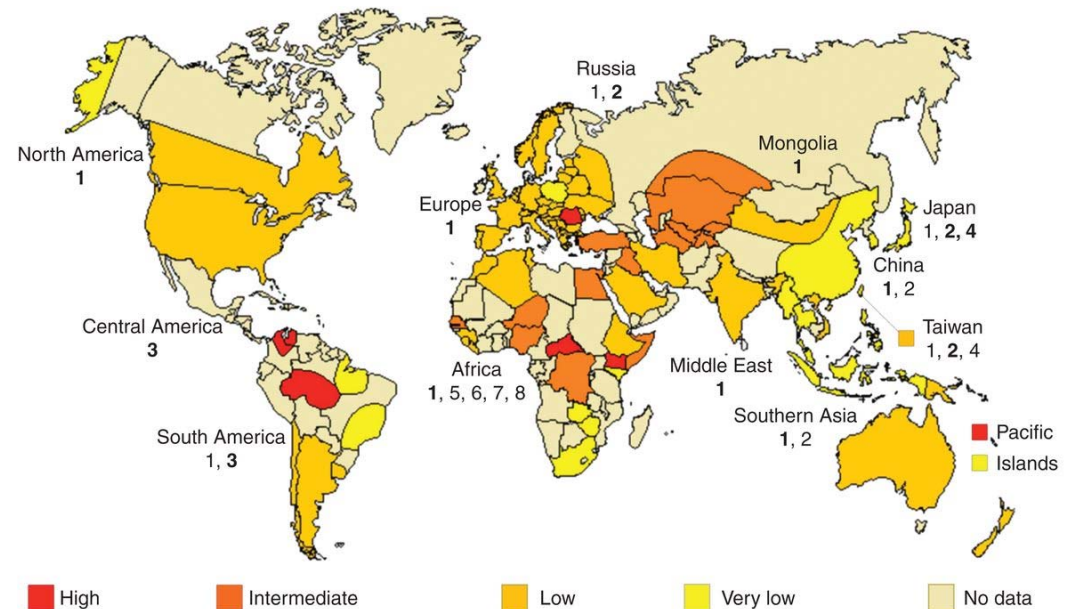 Russia
1, 2
Mongolia
1
North America
1
Europe
1
Japan
1, 2, 4
China
1, 2
Central America
3
Africa
1, 5, 6, 7, 8
Middle East
1
Taiwan
1, 2, 4
South America
1, 3
Southern Asia
1, 2
Pacific
Islands
High
Intermediate
Low
Very low
No data